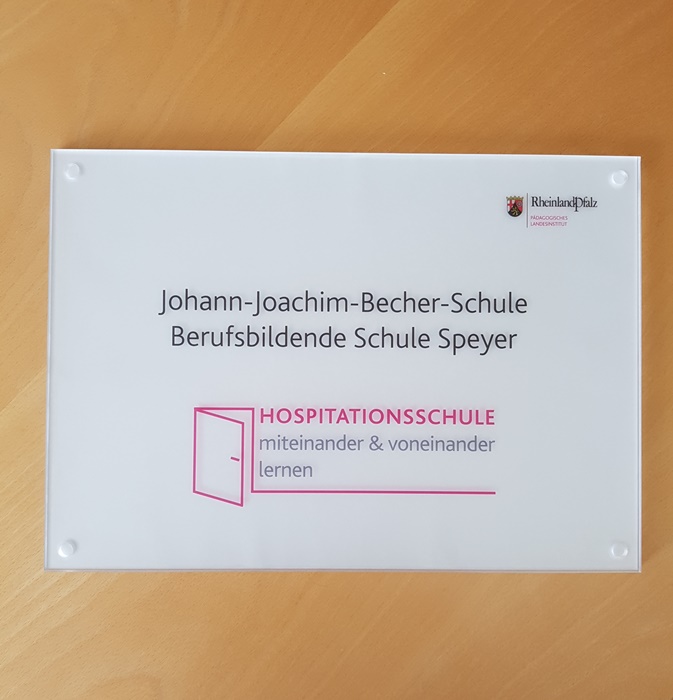 RheinlandPfalz
PÄDAGOGISCHES
LANDESINSTITUT
Johann-Joachim-Becher-Schule
Berufsbildende Schule Speyer
HOSPITATIONSSCHULE
miteinander & voneinander
lernen